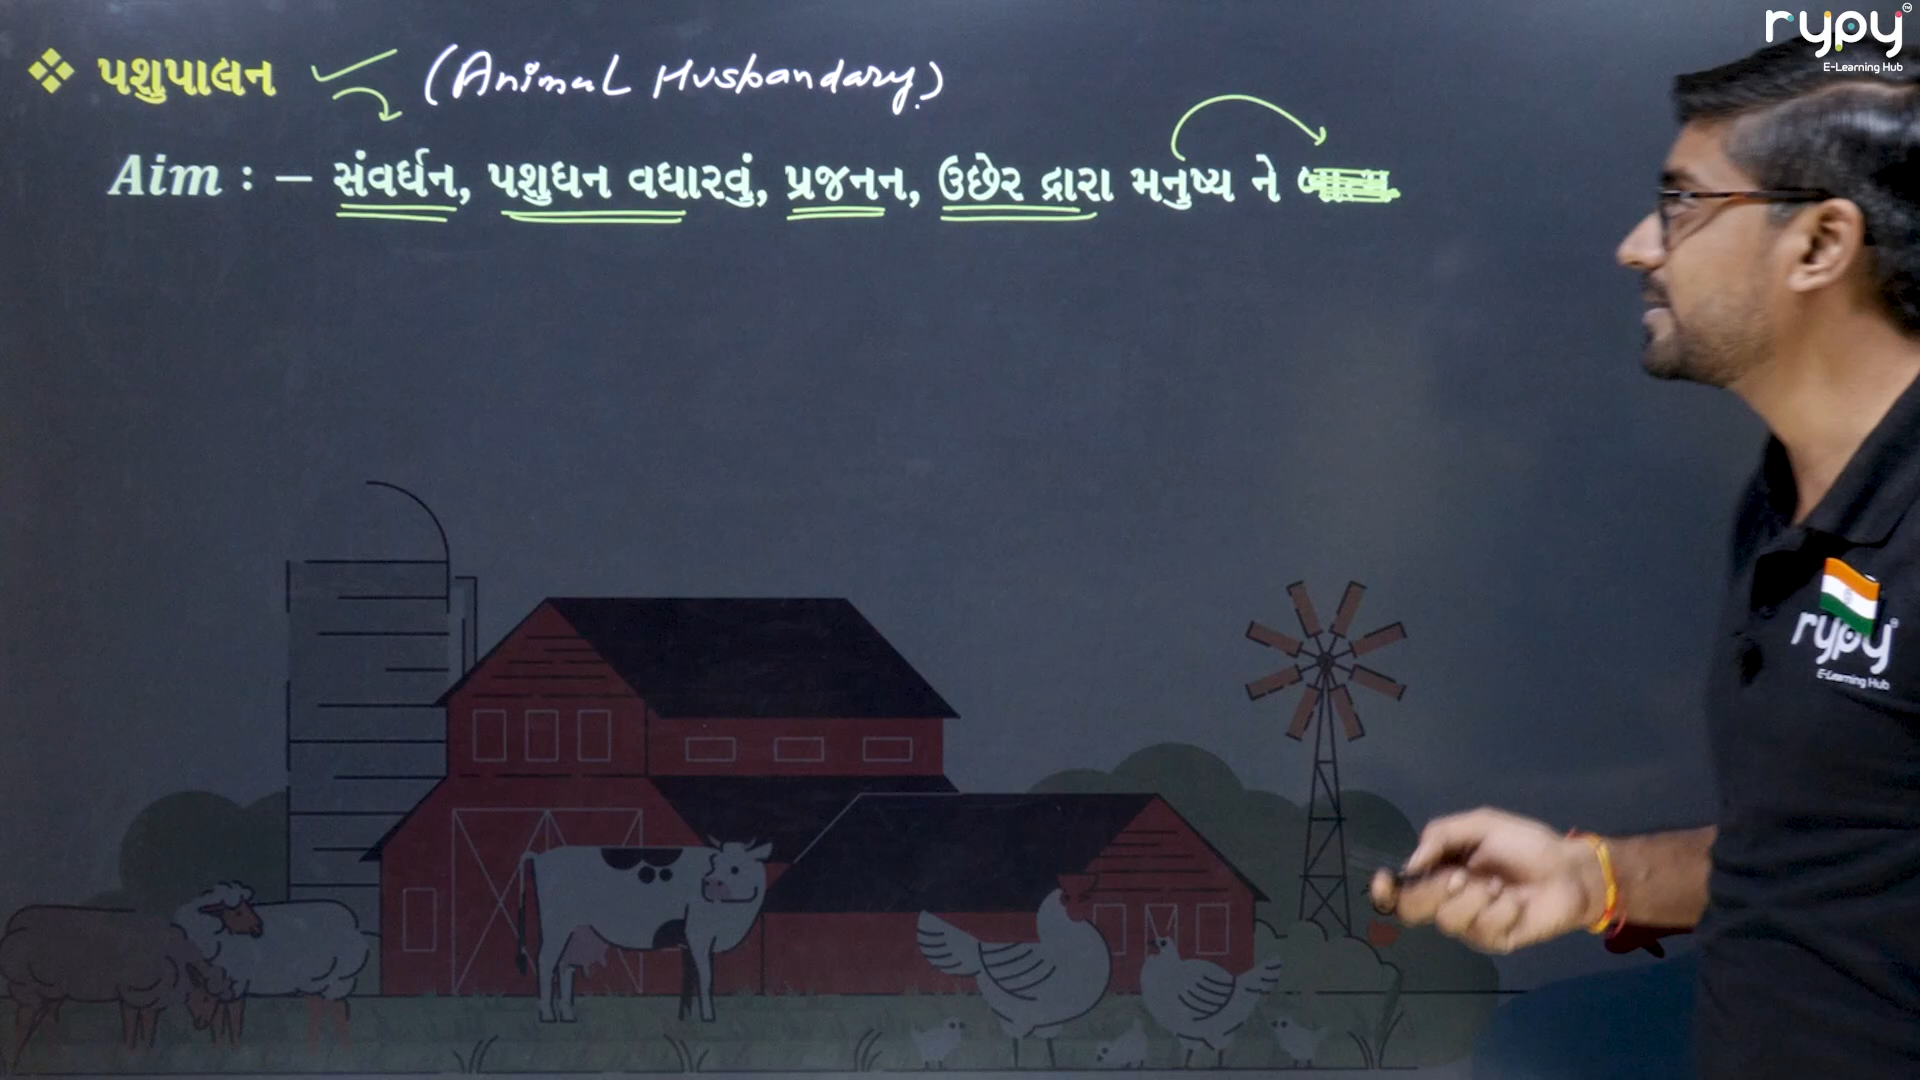 rypy
E-Learning Hub
❖ પશુપાલન (Animal Husbandary)
Aim : – સંવર્ધન, પશુધન વધારવું, પ્રજનન, ઉછેર દ્રારા મનુષ્ય ને
rypy
E-Learning Hub